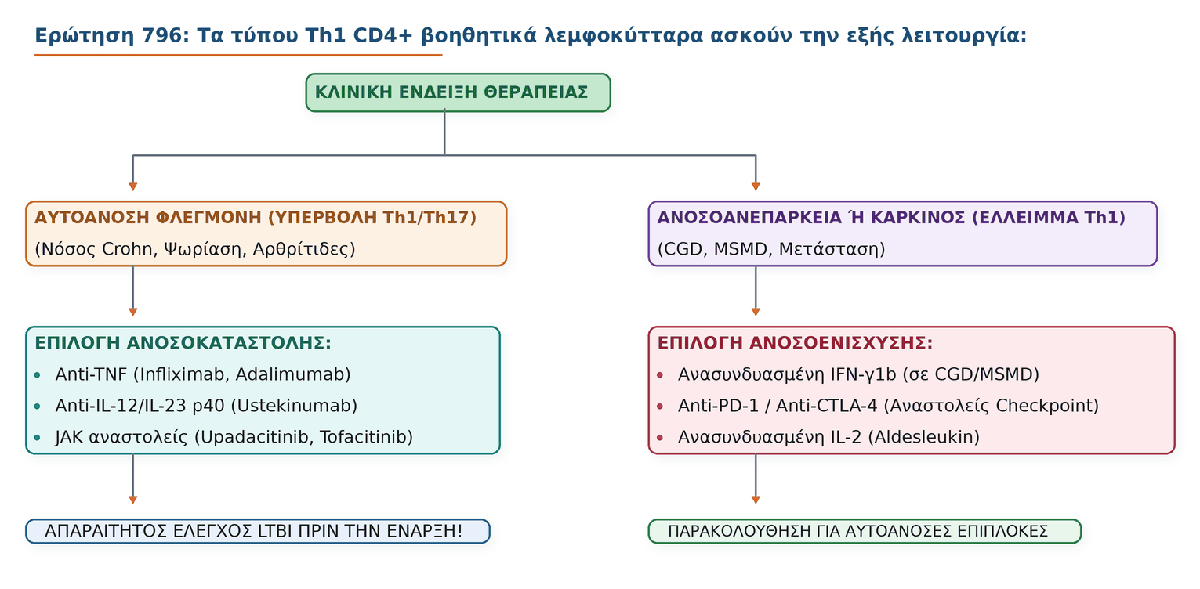 Ερώτηση 796: Τα τύπου Th1 CD4+ βοηθητικά λεμφοκύτταρα ασκούν την εξής λειτουργία:
ΚΛΙΝΙΚΗ ΕΝΔΕΙΞΗ ΘΕΡΑΠΕΙΑΣ
ΑΥΤΟΑΝΟΣΗ ΦΛΕΓΜΟΝΗ (ΥΠΕΡΒΟΛΗ Th1/Th17)
(Νόσος Crohn, Ψωρίαση, Αρθρίτιδες)
ΕΠΙΛΟΓΗ ΑΝΟΣΟΚΑΤΑΣΤΟΛΗΣ:
• Anti-TNF (Infliximab, Adalimumab)
• Anti-IL-12/IL-23 p40 (Ustekinumab)
• JAK αναστολείς (Upadacitinib, Tofacitinib)
ΑΠΑΡΑΙΤΗΤΟΣ ΕΛΕΓΧΟΣ LTBI ΠΡΙΝ ΤΗΝ ΕΝΑΡΞΗ!
ΑΝΟΣΟΑΝΕΠΑΡΚΕΙΑ Ή ΚΑΡΚΙΝΟΣ (ΕΛΛΕΙΜΜΑ Th1)
(CGD, MSMD, Μετάσταση)
ΕΠΙΛΟΓΗ ΑΝΟΣΟΕΝΙΣΧΥΣΗΣ:
• Ανασυνδυασμένη IFN-γ1b (σε CGD/MSMD)
• Anti-PD-1 / Anti-CTLA-4 (Αναστολείς Checkpoint)
• Ανασυνδυασμένη IL-2 (Aldesleukin)
ΠΑΡΑΚΟΛΟΥΘΗΣΗ ΓΙΑ ΑΥΤΟΑΝΟΣΕΣ ΕΠΙΠΛΟΚΕΣ